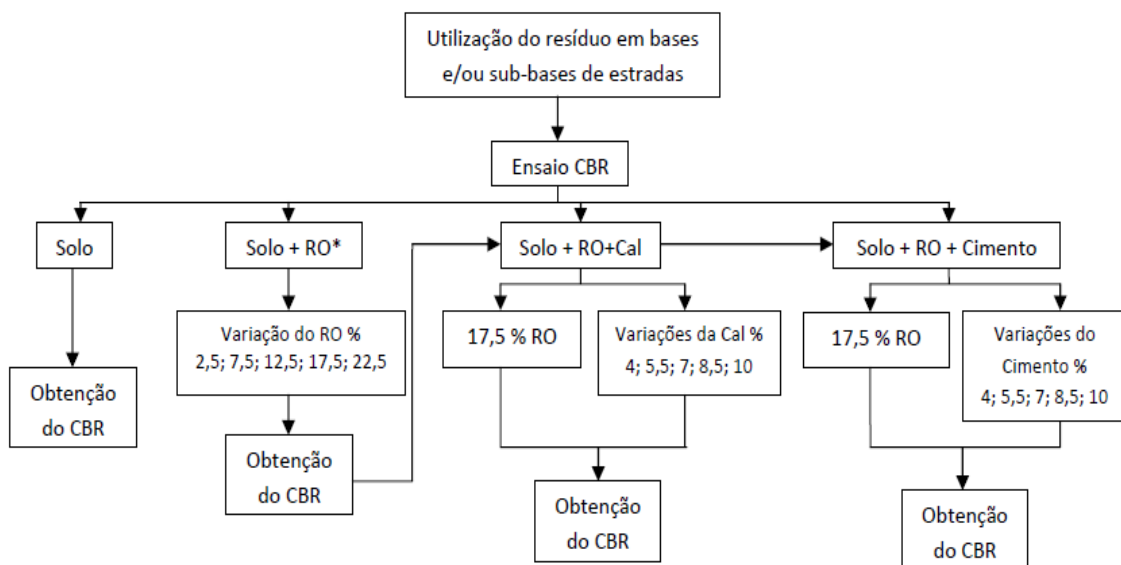 Utilização do resíduo em bases
e/ou sub-bases de estradas
Ensaio CBR
Solo
Solo + RO*
Solo + RO+Cal
Solo + RO + Cimento
Variação do RO %
2,5; 7,5; 12,5; 17,5; 22,5
17,5 % RO
Variações da Cal %
4; 5,5; 7; 8,5; 10
17,5 % RO
Variações do
Cimento %
4; 5,5; 7; 8,5; 10
Obtenção
do CBR
Obtenção
do CBR
Obtenção
do CBR
Obtenção
do CBR